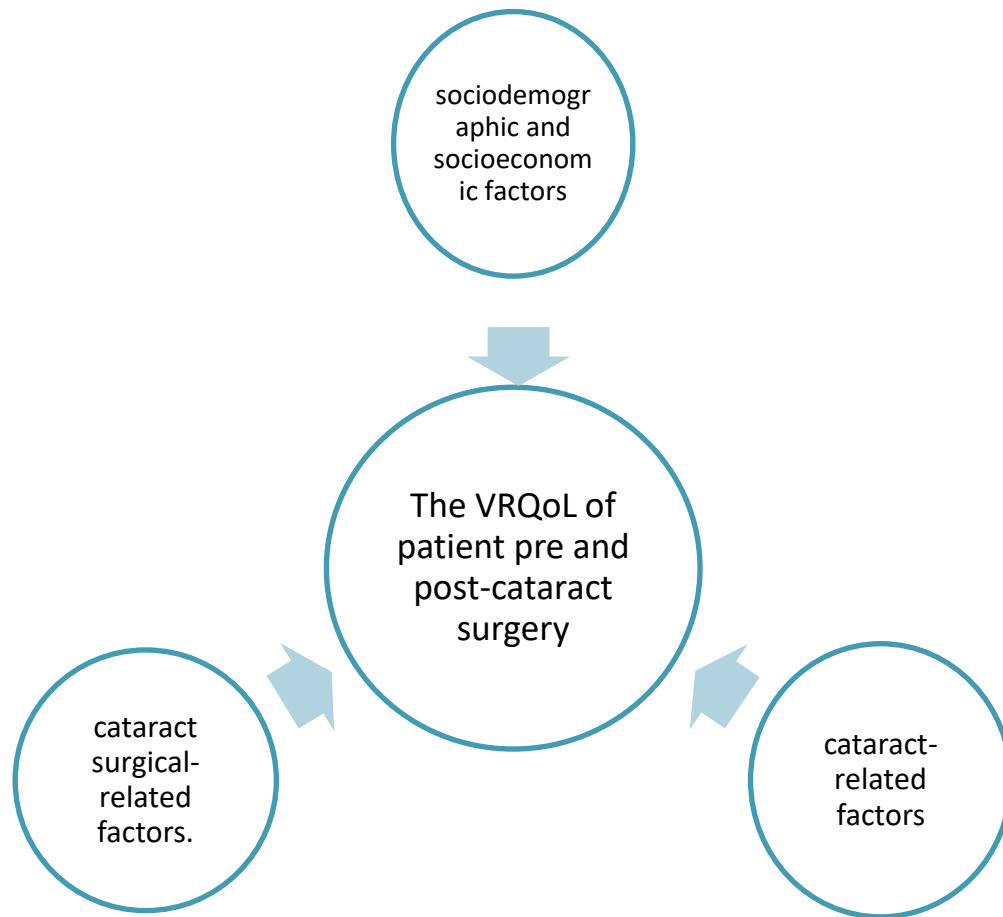 sociodemogr
aphic and
socioeconom
ic factors
The VRQoL of
patient pre and
post-cataract
surgery
cataract
surgical-
related
factors.
cataract-
related
factors